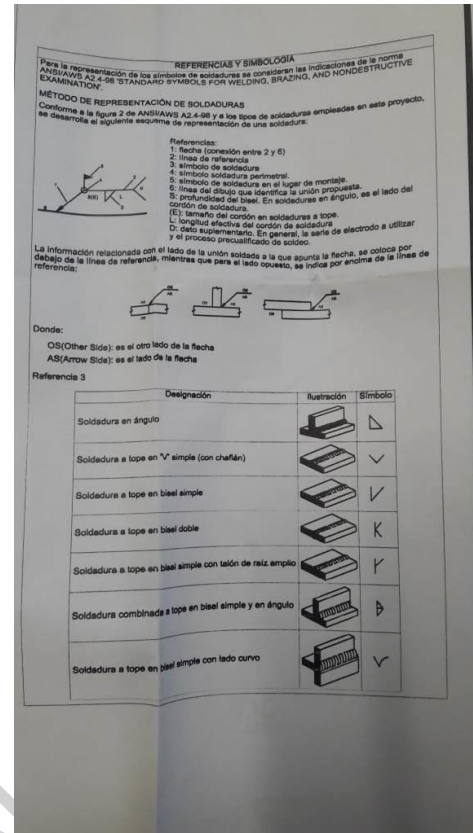 REFERENCIAS Y SIMBOLOGÍA
Para la representación de los símbolos de soldaduras se consideran las indicaciones de la norma
ANSI/AWS A2.4-98 'STANDARD SYMBOLS FOR WELDING, BRAZING, AND NONDESTRUCTIVE
EXAMINATION'.
MÉTODO DE REPRESENTACIÓN DE SOLDADURAS
Conforme a la figura 2 de ANSI/AWS A2.4-98 y a los tipos de soldaduras empleadas en este proyecto,
se desarrolla el siguiente esquema de representación de una soldadura:
Referencias:
1: flecha (conexión entre 2 y 6)
2: línea de referencia
3: símbolo de soldadura
4: símbolo soldadura perimetral.
5: símbolo de soldadura en el lugar de montaje.
6: línea del dibujo que identifica la unión propuesta.
S: profundidad del bisel. En soldaduras en ángulo, es el lado del
cordón de soldadura.
(E): tamaño del cordón en soldaduras a tope.
L: longitud efectiva del cordón de soldadura
D: dato suplementario. En general, la serie de electrodo a utilizar
y el proceso precualificado de soldeo.
S(E)
L
La información relacionada con el lado de la unión soldada a la que apunta la flecha, se coloca por
debajo de la línea de referencia, mientras que para el lado opuesto, se indica por encima de la línea de
referencia:
OS
AS
OS
AS
OS
AS
Donde:
OS(Other Side): es el otro lado de la flecha
AS(Arrow Side): es el lado de la flecha
Referencia 3
Designación Ilustración Símbolo
Soldadura en ángulo
Soldadura a tope en 'V' simple (con chaflán)
Soldadura a tope en bisel simple
Soldadura a tope en bisel doble
Soldadura a tope en bisel simple con talón de raíz amplio
Soldadura combinada a tope en bisel simple y en ángulo
Soldadura a tope en bisel simple con lado curvo